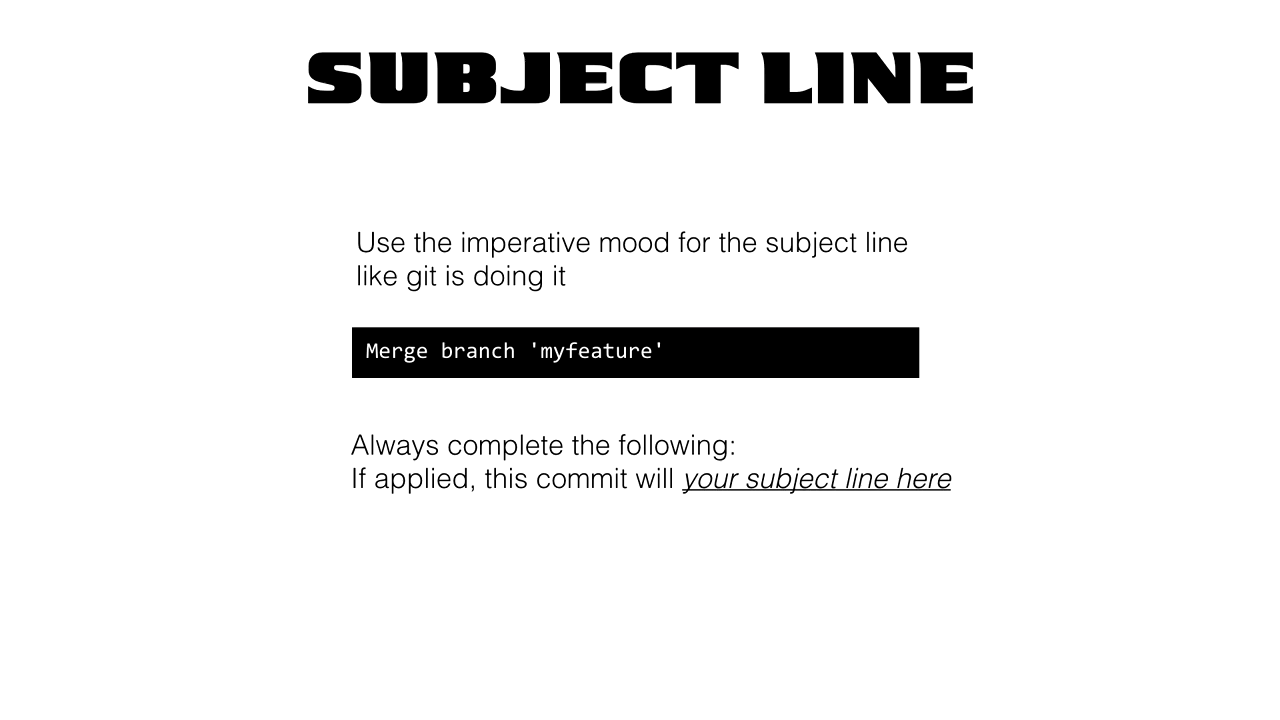 SUBJECT LINE
Use the imperative mood for the subject line
like git is doing it
Merge branch 'myfeature'
Always complete the following:
If applied, this commit will your subject line here